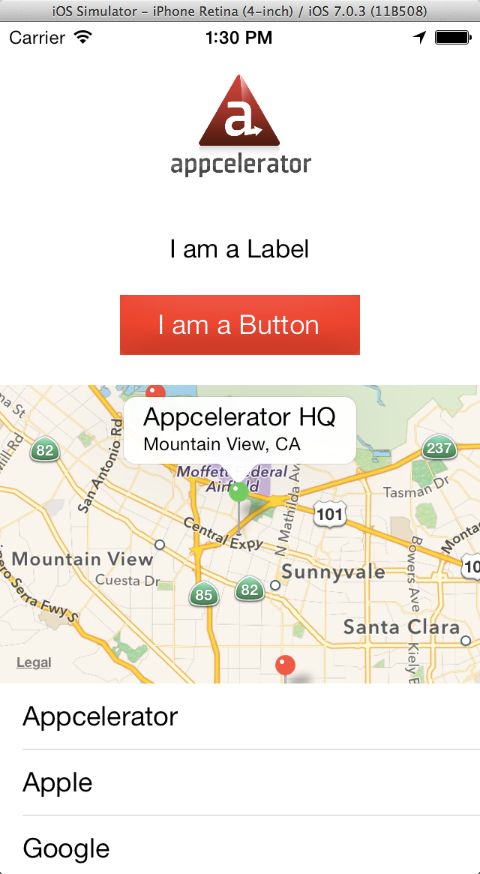 iOS Simulator – iPhone Retina (4-inch) / iOS 7.0.3 (11B508)
Carrier 1:30 PM
a
appcelerator
I am a Label
I am a Button
Appcelerator HQ
Mountain View, CA
82
237
San Antonio Rd
Moffett Federal
Airfield
Tasman Dr
N Mathilda Av
101
Central Expy
Mountain View
Cuesta Dr
Sunnyvale
Bowers Ave
85
82
Santa Clara
Kiely B
Legal
Appcelerator
Apple
Google